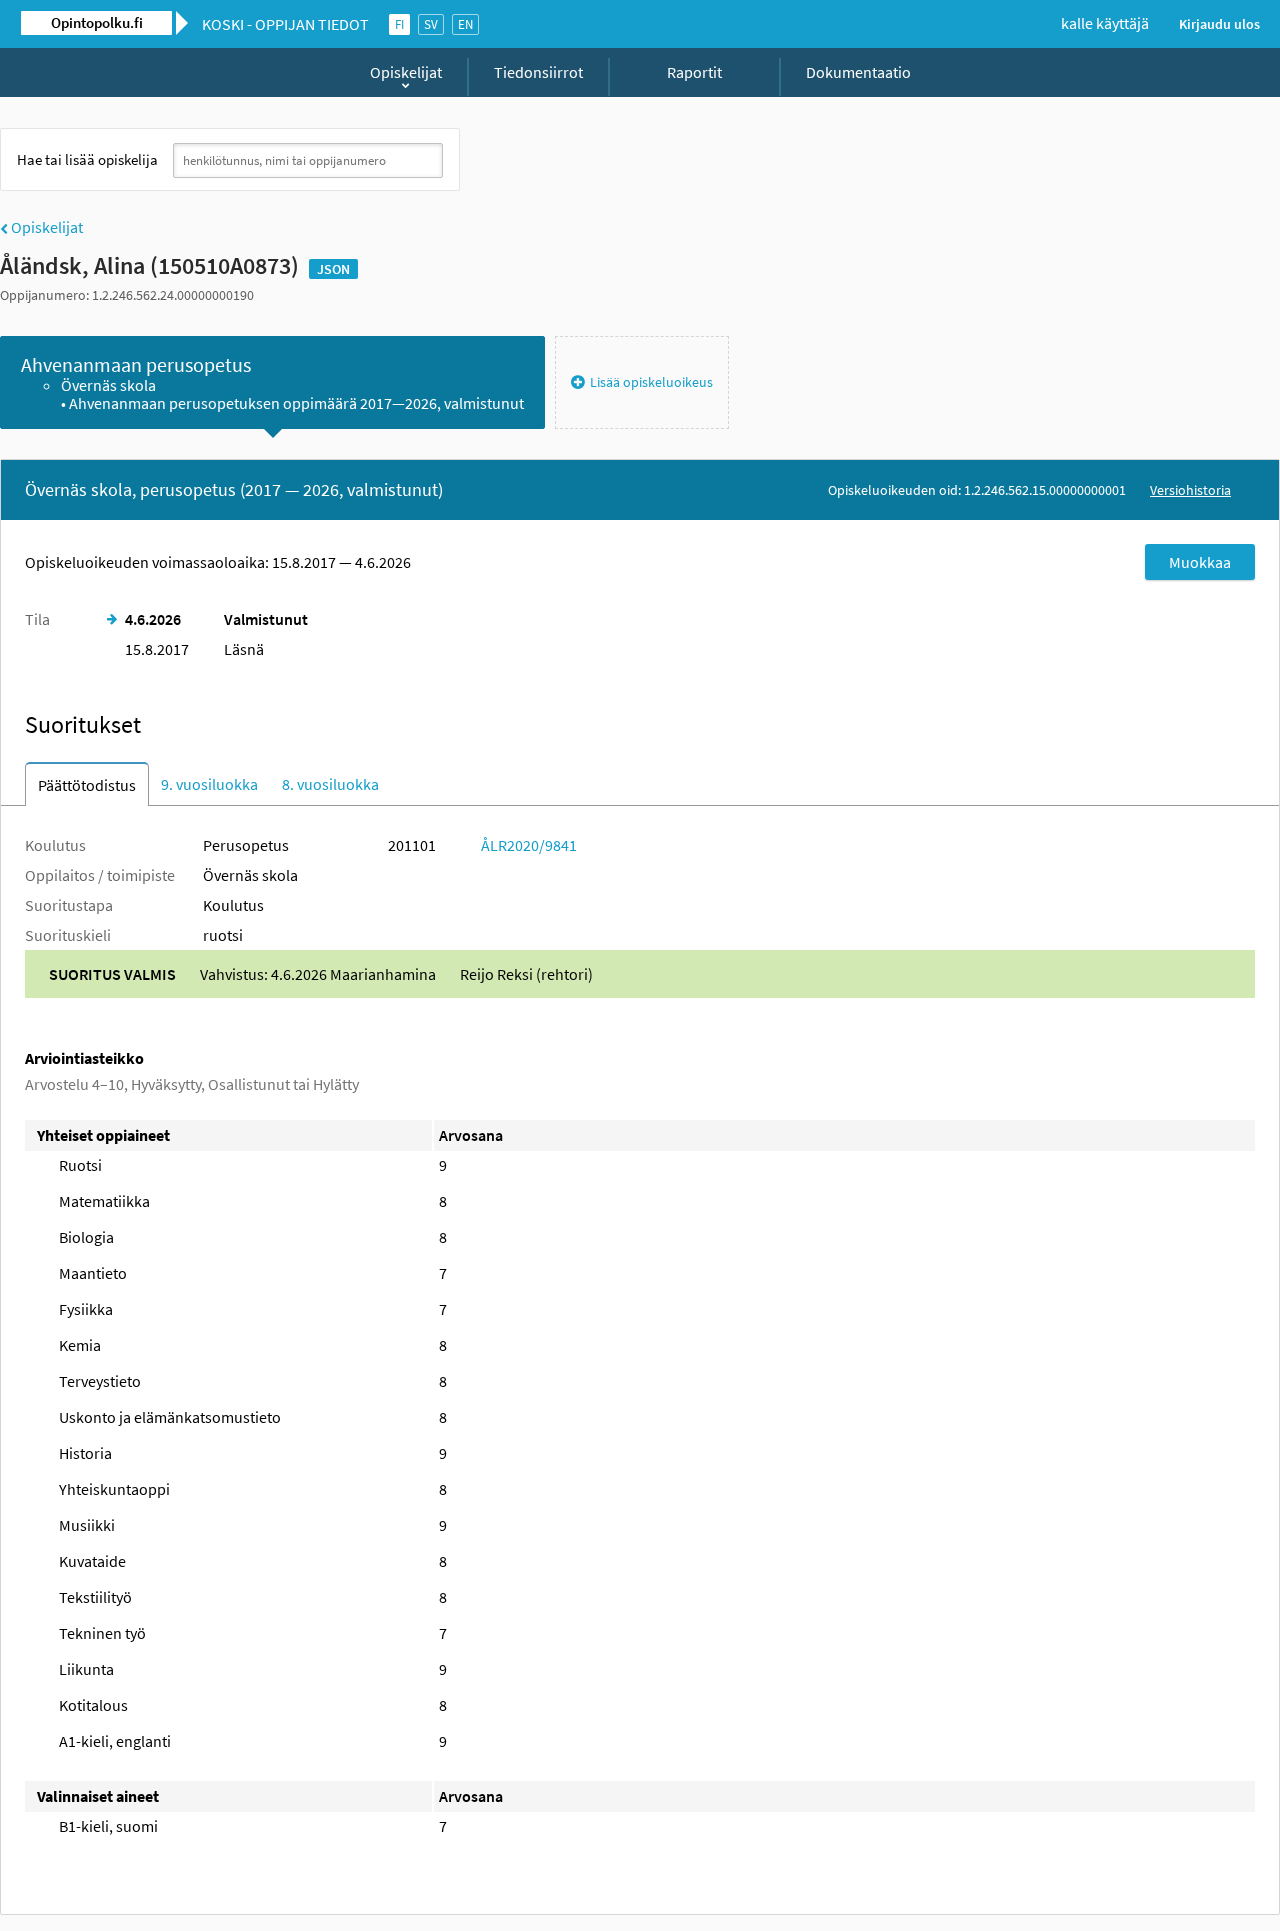 Opintopolku.fi KOSKI - OPPIJAN TIEDOT FI SV EN kalle käyttäjä Kirjaudu ulos
Opiskelijat Tiedonsiirrot Raportit Dokumentaatio
Hae tai lisää opiskelija henkilötunnus, nimi tai oppijanumero
Opiskelijat
Åländsk, Alina (150510A0873) JSON
Oppijanumero: 1.2.246.562.24.00000000190
Ahvenanmaan perusopetus
Övernäs skola
• Ahvenanmaan perusopetuksen oppimäärä 2017—2026, valmistunut
Lisää opiskeluoikeus
Övernäs skola, perusopetus (2017 — 2026, valmistunut) Opiskeluoikeuden oid: 1.2.246.562.15.00000000001 Versiohistoria
Opiskeluoikeuden voimassaoloaika: 15.8.2017 — 4.6.2026 Muokkaa
Tila 4.6.2026 Valmistunut
15.8.2017 Läsnä
Suoritukset
Päättötodistus 9. vuosiluokka 8. vuosiluokka
Koulutus Perusopetus 201101 ÅLR2020/9841
Oppilaitos / toimipiste Övernäs skola
Suoritustapa Koulutus
Suorituskieli ruotsi
SUORITUS VALMIS Vahvistus: 4.6.2026 Maarianhamina Reijo Reksi (rehtori)
Arviointiasteikko
Arvostelu 4–10, Hyväksytty, Osallistunut tai Hylätty
Yhteiset oppiaineet Arvosana
Ruotsi 9
Matematiikka 8
Biologia 8
Maantieto 7
Fysiikka 7
Kemia 8
Terveystieto 8
Uskonto ja elämänkatsomustieto 8
Historia 9
Yhteiskuntaoppi 8
Musiikki 9
Kuvataide 8
Tekstiilityö 8
Tekninen työ 7
Liikunta 9
Kotitalous 8
A1-kieli, englanti 9
Valinnaiset aineet Arvosana
B1-kieli, suomi 7